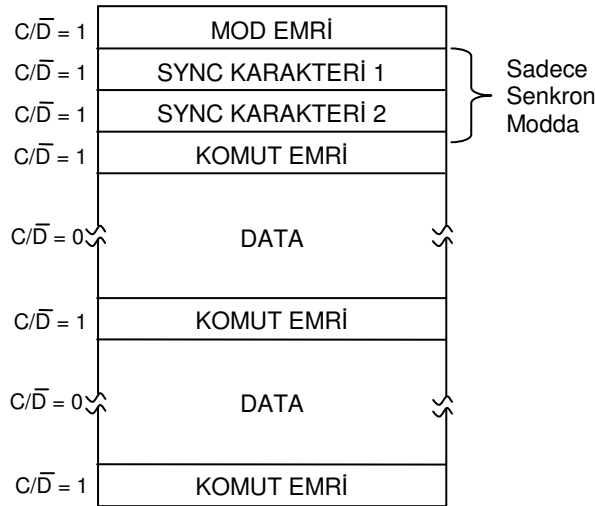 C/D̅ = 1 MOD EMRİ
C/D̅ = 1 SYNC KARAKTERİ 1
C/D̅ = 1 SYNC KARAKTERİ 2
Sadece
Senkron
Modda
C/D̅ = 1 KOMUT EMRİ
C/D̅ = 0 DATA
C/D̅ = 1 KOMUT EMRİ
C/D̅ = 0 DATA
C/D̅ = 1 KOMUT EMRİ